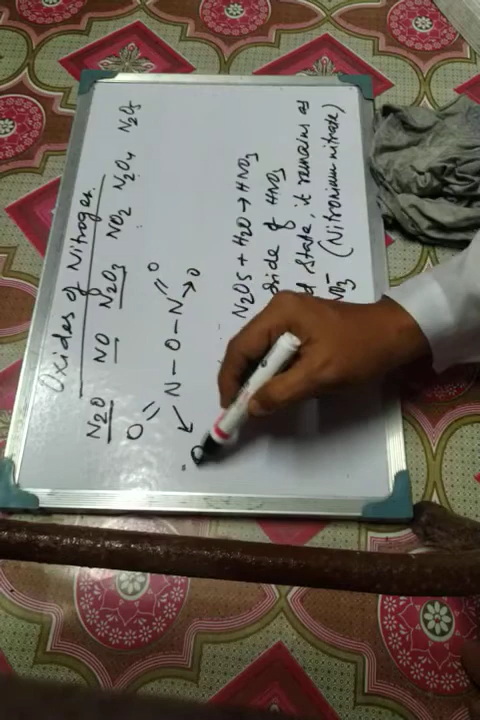 Oxides of Nitrogen
N2O NO N2O3 NO2 N2O4 N2O5
O O
N - O - N
O O
N2O5 + H2O → HNO3
of HNO3
State, it remains as
NO3- (Nitronium nitrate)